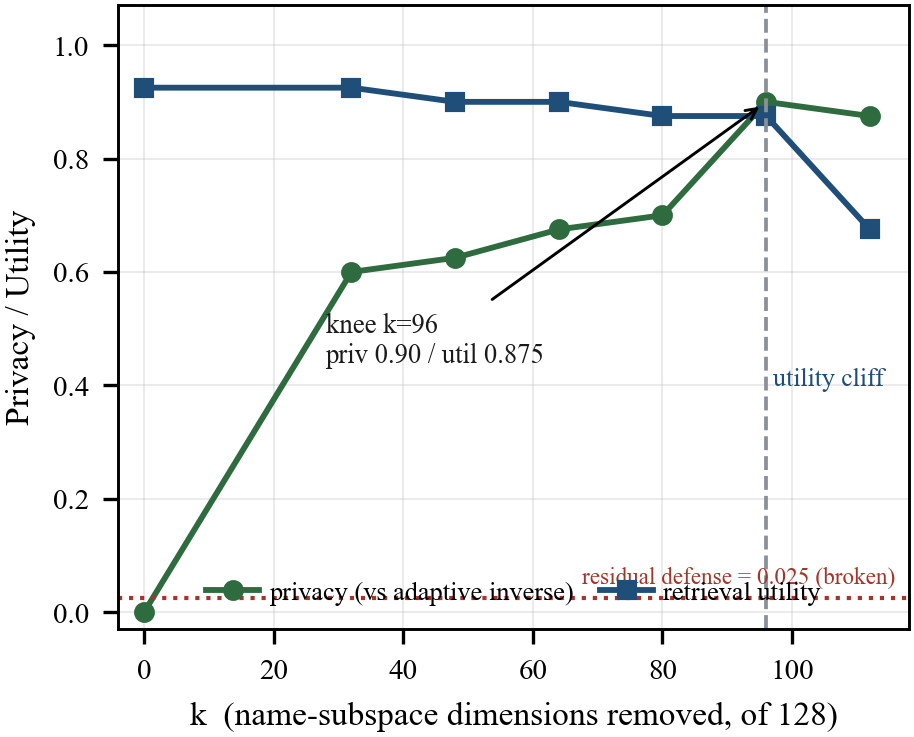 1.0
0.8
0.6
0.4
0.2
0.0
Privacy / Utility
knee k=96
priv 0.90 / util 0.875
utility cliff
residual defense = 0.025 (broken)
privacy (vs adaptive inverse)
retrieval utility
0 20 40 60 80 100
k (name-subspace dimensions removed, of 128)